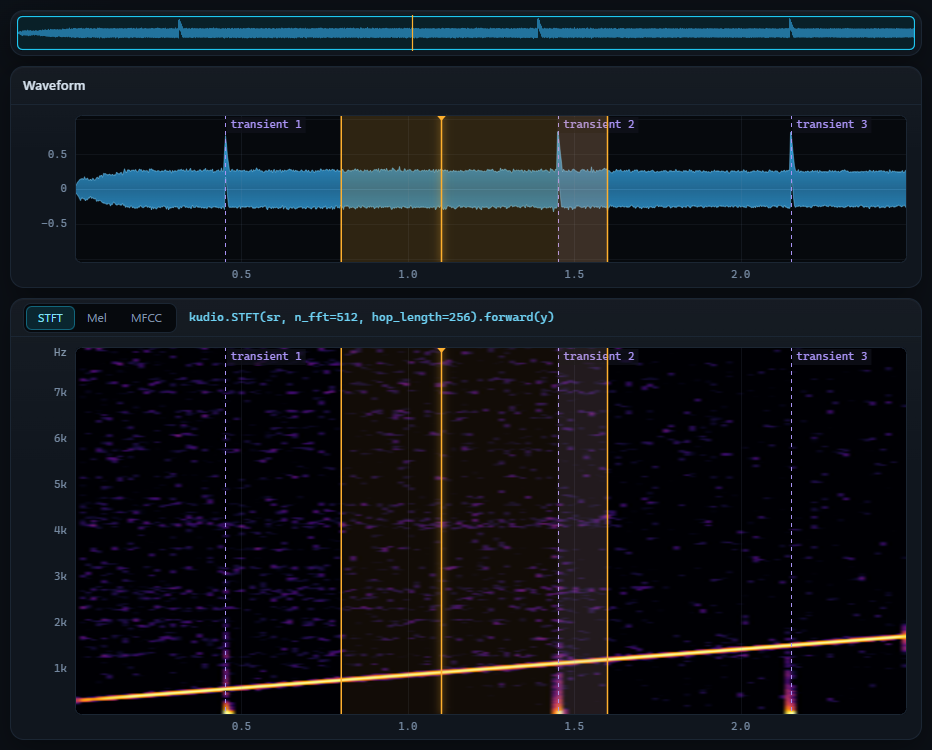 Waveform
transient 1 transient 2 transient 3
0.5
0
−0.5
0.5 1.0 1.5 2.0
STFT Mel MFCC kudio.STFT(sr, n_fft=512, hop_length=256).forward(y)
Hz transient 1 transient 2 transient 3
7k
6k
5k
4k
3k
2k
1k
0.5 1.0 1.5 2.0